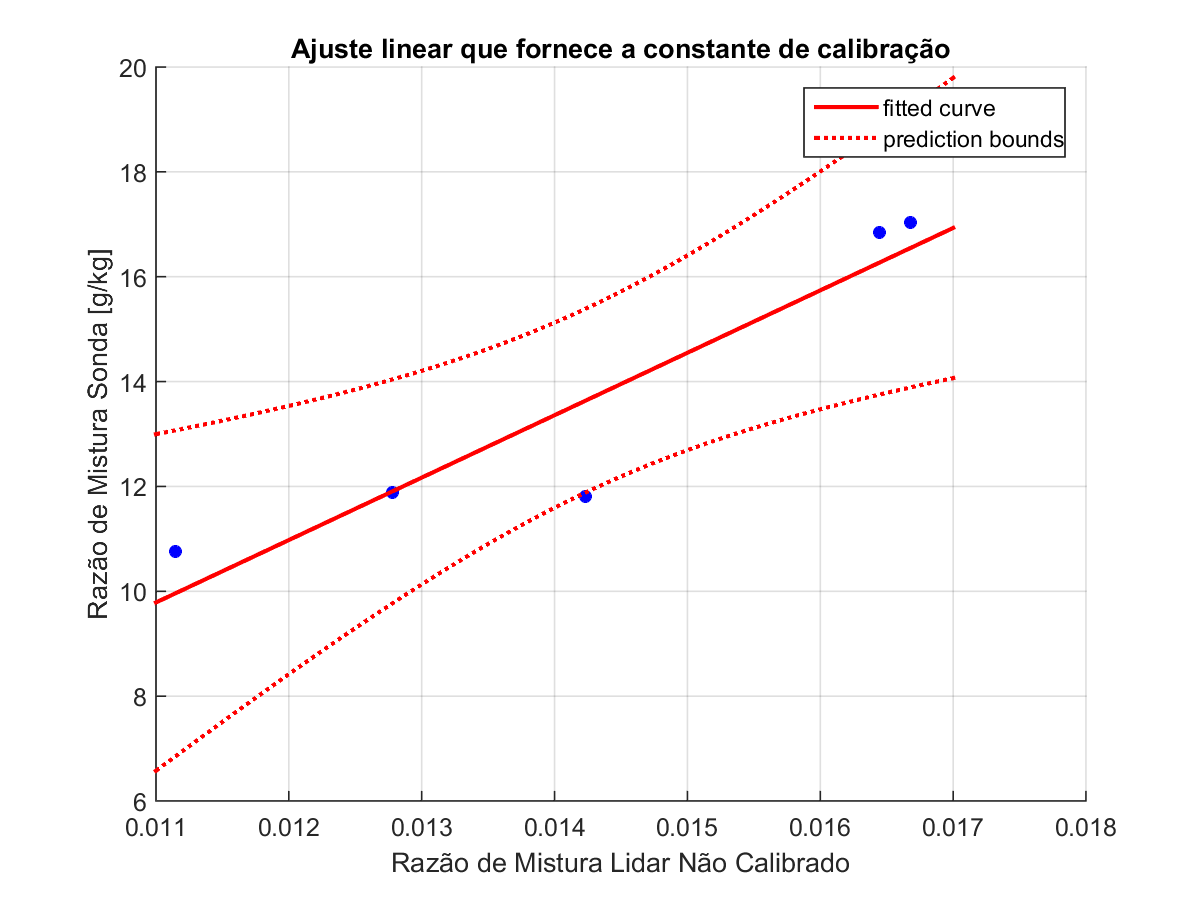 Ajuste linear que fornece a constante de calibração
fitted curve
prediction bounds
Razão de Mistura Sonda [g/kg]
20
18
16
14
12
10
8
6
0.011 0.012 0.013 0.014 0.015 0.016 0.017 0.018
Razão de Mistura Lidar Não Calibrado